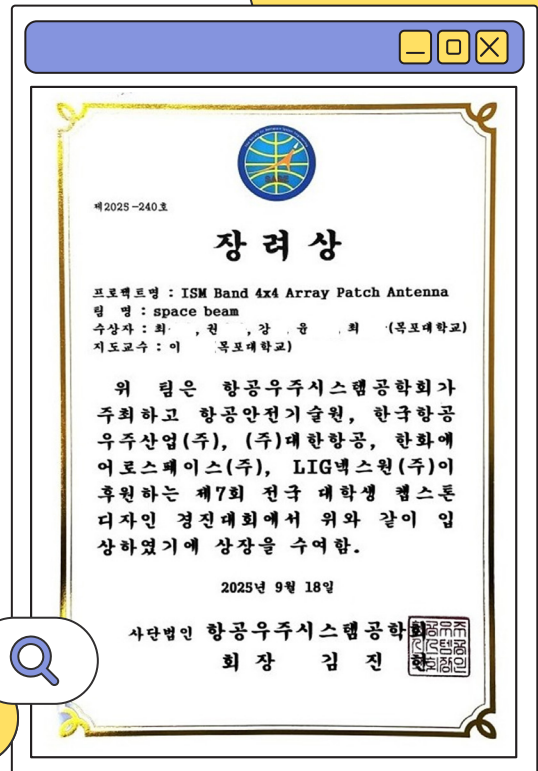 제2025-240호
장려상
프로젝트명 : ISM Band 4x4 Array Patch Antenna
팀 명 : space beam
수상자 : 최 , 권 , 강 , 윤 , 최 (목포대학교)
지도교수 : 이 목포대학교)
위 팀은 항공우주시스템공학회가
주최하고 항공안전기술원, 한국항공
우주산업(주), (주)대한항공, 한화에
어로스페이스(주), LIG넥스원(주)이
후원하는 제7회 전국 대학생 캡스톤
디자인 경진대회에서 위와 같이 입
상하였기에 상장을 수여함.
2025년 9월 18일
사단법인 항공우주시스템공학회
회 장 김 진 한